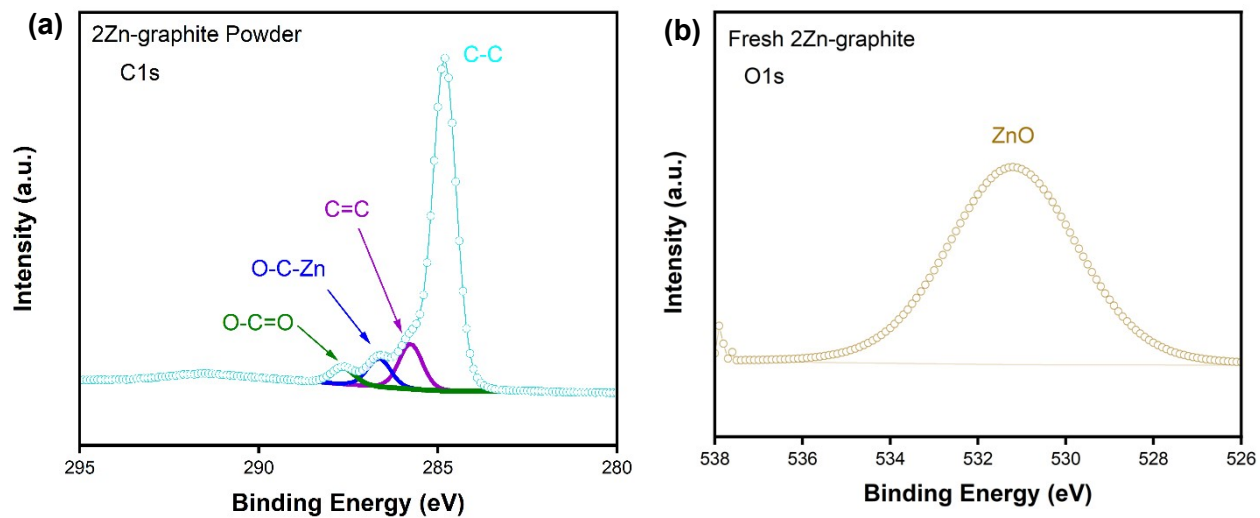 (a)
2Zn-graphite Powder
C1s
C-C
C=C
O-C-Zn
O-C=O
Intensity (a.u.)
295 290 285 280
Binding Energy (eV)
(b)
Fresh 2Zn-graphite
O1s
ZnO
Intensity (a.u.)
538 536 534 532 530 528 526
Binding Energy (eV)